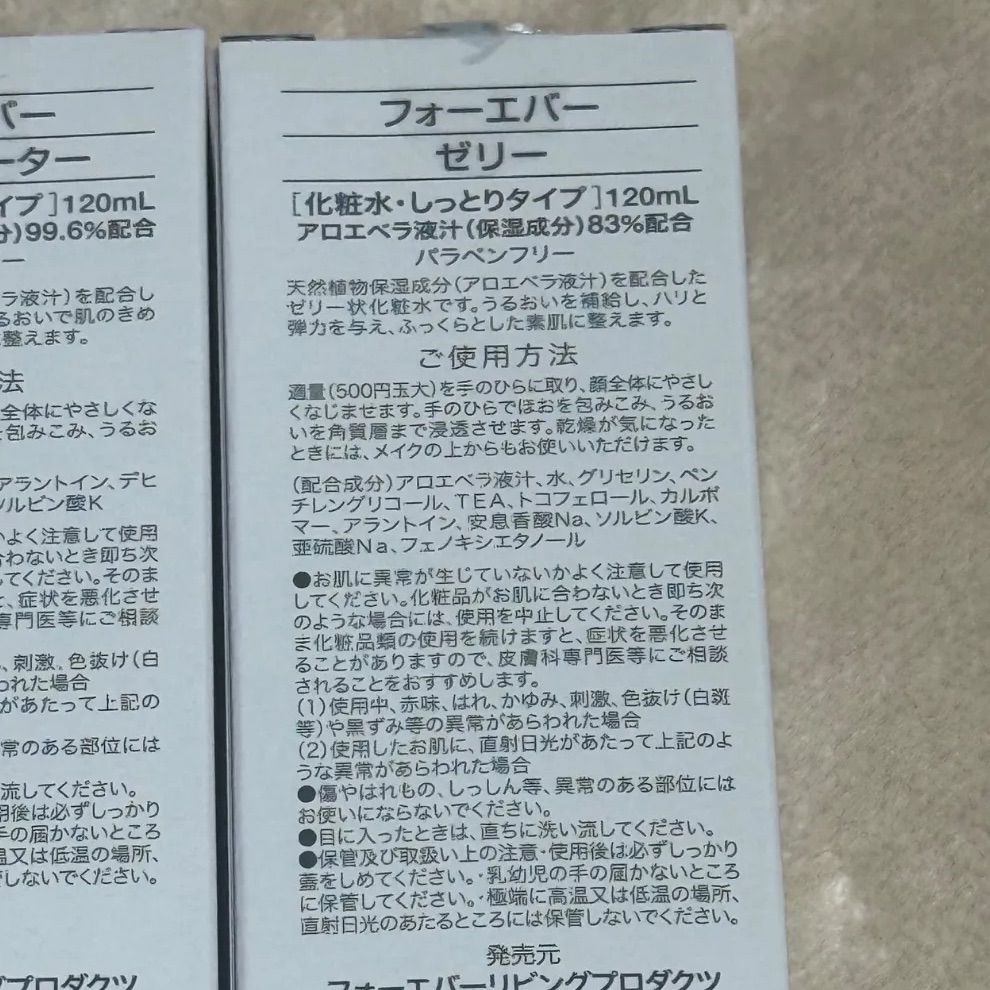 バー
ーター
イプ]120mL
分)99.6%配合
ー
ラ液汁)を配合し
るおいで肌のきめ
整えます。
法
全体にやさしくな
包みこみ、うるお
アラントイン、デヒ
ソルビン酸K
いよく注意して使用
合わないとき即ち次
てください。そのまま
、症状を悪化させ
専門医等にご相談
、刺激、色抜け(白
われた場合
があたって上記の
常のある部位には
流してください。
用後は必ずしっかり
手の届かないところ
温又は低温の場所、
しないでください。
プロダクツ
フォーエバー
ゼリー
[化粧水・しっとりタイプ]120mL
アロエベラ液汁(保湿成分)83%配合
パラベンフリー
天然植物保湿成分(アロエベラ液汁)を配合した
ゼリー状化粧水です。うるおいを補給し、ハリと
弾力を与え、ふっくらとした素肌に整えます。
ご使用方法
適量(500円玉大)を手のひらに取り、顔全体にやさし
くなじませます。手のひらでほおを包みこみ、うるお
いを角質層まで浸透させます。乾燥が気になった
ときには、メイクの上からもお使いいただけます。
(配合成分)アロエベラ液汁、水、グリセリン、ペン
チレングリコール、TEA、トコフェロール、カルボ
マー、アラントイン、安息香酸Na、ソルビン酸K、
亜硫酸Na、フェノキシエタノール
●お肌に異常が生じていないかよく注意して使用
してください。化粧品がお肌に合わないとき即ち次
のような場合には、使用を中止してください。そのま
ま化粧品類の使用を続けますと、症状を悪化させ
ることがありますので、皮膚科専門医等にご相談
されることをおすすめします。
(1)使用中、赤味、はれ、かゆみ、刺激、色抜け(白斑
等)や黒ずみ等の異常があらわれた場合
(2)使用したお肌に、直射日光があたって上記のよ
うな異常があらわれた場合
●傷やはれもの、しっしん等、異常のある部位には
お使いにならないでください。
●目に入ったときは、直ちに洗い流してください。
●保管及び取扱い上の注意・使用後は必ずしっかり
蓋をしめてください。・乳幼児の手の届かないところ
に保管してください。・極端に高温又は低温の場所、
直射日光のあたるところには保管しないでください。
発売元
フォーエバーリビングプロダクツ